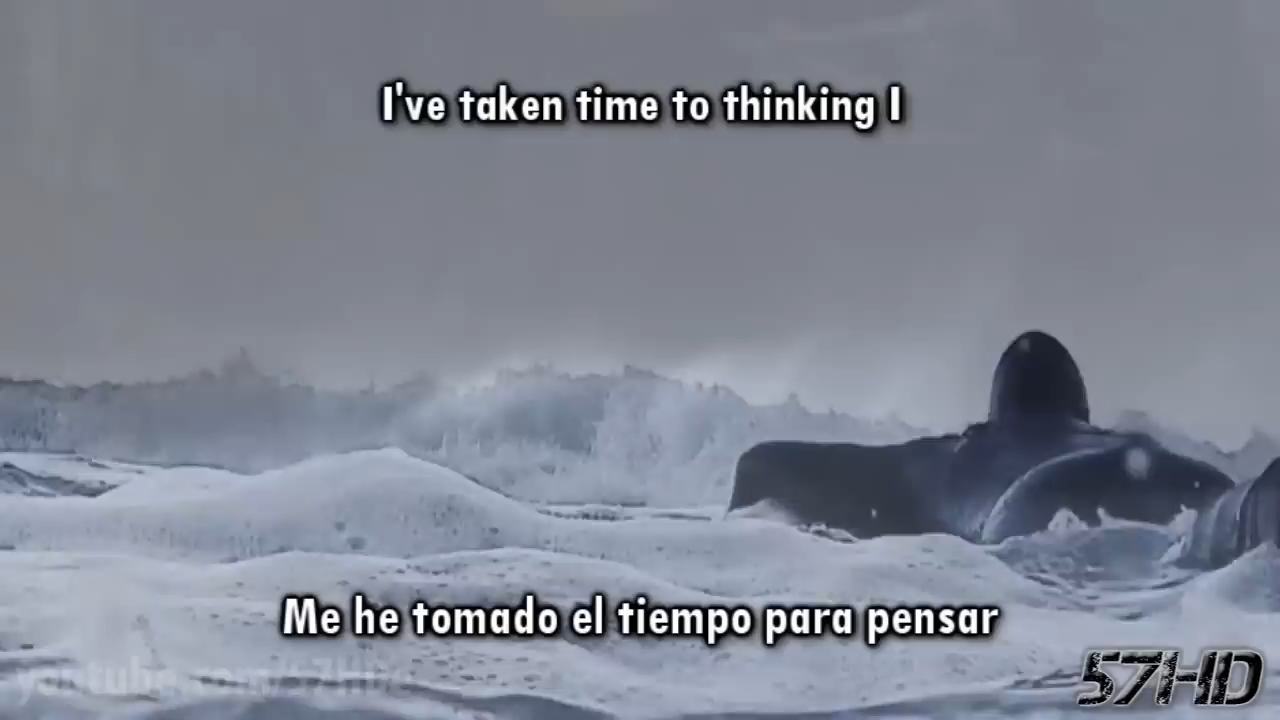 I've taken time to thinking I
Me he tomado el tiempo para pensar
57HD